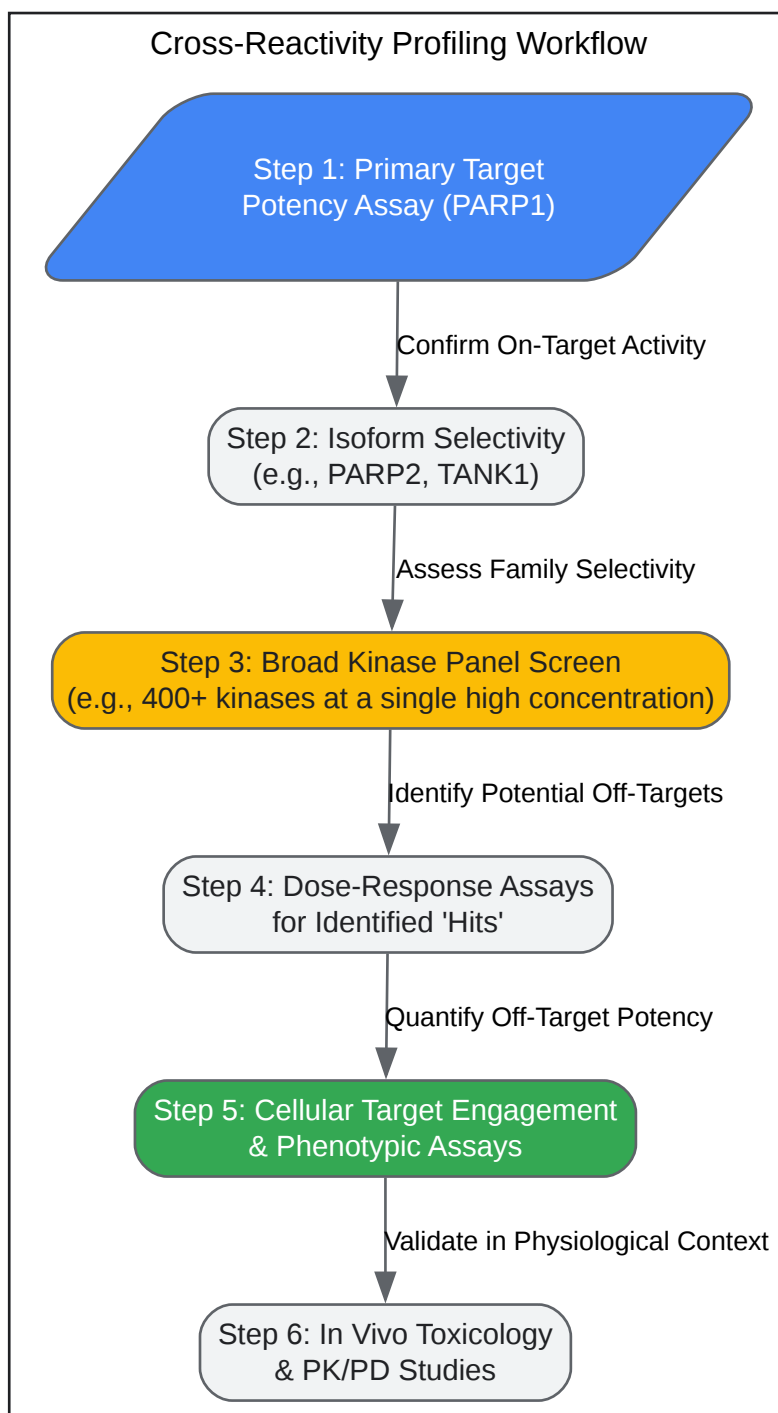 Cross-Reactivity Profiling Workflow
Step 1: Primary Target
Potency Assay (PARP1)
Confirm On-Target Activity
Step 2: Isoform Selectivity
(e.g., PARP2, TANK1)
Assess Family Selectivity
Step 3: Broad Kinase Panel Screen
(e.g., 400+ kinases at a single high concentration)
Identify Potential Off-Targets
Step 4: Dose-Response Assays
for Identified 'Hits'
Quantify Off-Target Potency
Step 5: Cellular Target Engagement
& Phenotypic Assays
Validate in Physiological Context
Step 6: In Vivo Toxicology
& PK/PD Studies